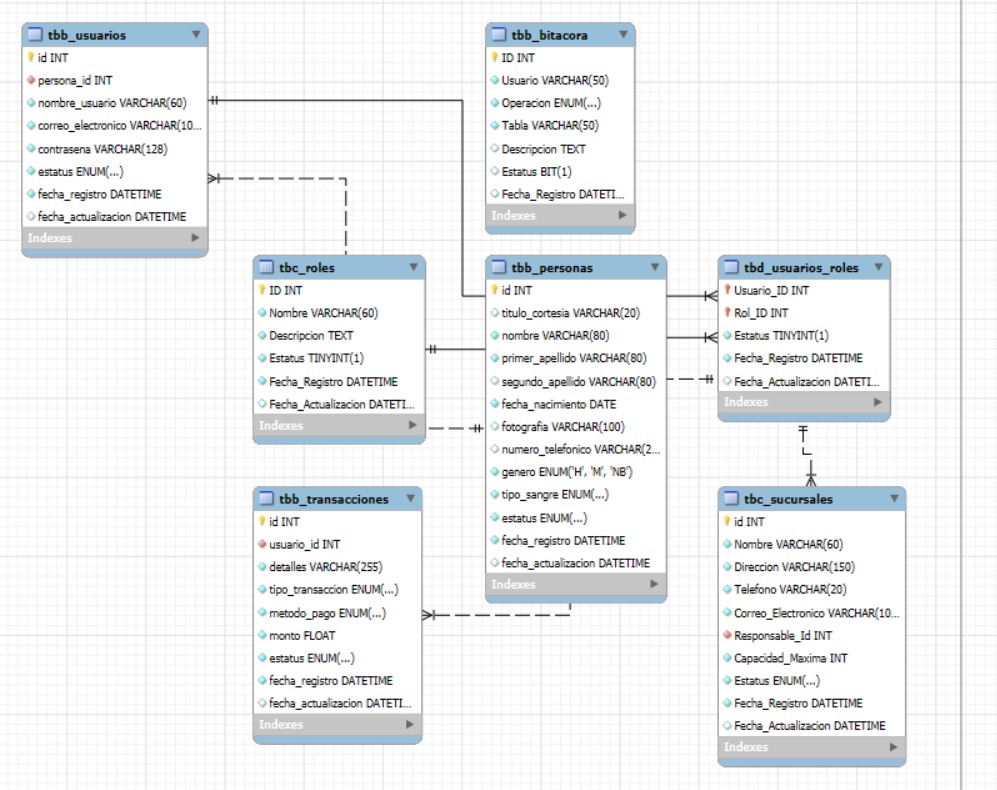 tbb_usuarios
id INT
persona_id INT
nombre_usuario VARCHAR(60)
correo_electronico VARCHAR(10...
contrasena VARCHAR(128)
estatus ENUM(...)
fecha_registro DATETIME
fecha_actualizacion DATETIME
Indexes
tbb_bitacora
ID INT
Usuario VARCHAR(50)
Operacion ENUM(...)
Tabla VARCHAR(50)
Descripcion TEXT
Estatus BIT(1)
Fecha_Registro DATETI...
Indexes
tbc_roles
ID INT
Nombre VARCHAR(60)
Descripcion TEXT
Estatus TINYINT(1)
Fecha_Registro DATETIME
Fecha_Actualizacion DATETI...
Indexes
tbb_personas
id INT
titulo_cortesia VARCHAR(20)
nombre VARCHAR(80)
primer_apellido VARCHAR(80)
segundo_apellido VARCHAR(80)
fecha_nacimiento DATE
fotografia VARCHAR(100)
numero_telefonico VARCHAR(2...
genero ENUM('H', 'M', 'NB')
tipo_sangre ENUM(...)
estatus ENUM(...)
fecha_registro DATETIME
fecha_actualizacion DATETIME
Indexes
tbd_usuarios_roles
Usuario_ID INT
Rol_ID INT
Estatus TINYINT(1)
Fecha_Registro DATETIME
Fecha_Actualizacion DATETI...
Indexes
tbb_transacciones
id INT
usuario_id INT
detalles VARCHAR(255)
tipo_transaccion ENUM(...)
metodo_pago ENUM(...)
monto FLOAT
estatus ENUM(...)
fecha_registro DATETIME
fecha_actualizacion DATETI...
Indexes
tbc_sucursales
id INT
Nombre VARCHAR(60)
Direccion VARCHAR(150)
Telefono VARCHAR(20)
Correo_Electronico VARCHAR(10...
Responsable_Id INT
Capacidad_Maxima INT
Estatus ENUM(...)
Fecha_Registro DATETIME
Fecha_Actualizacion DATETIME
Indexes